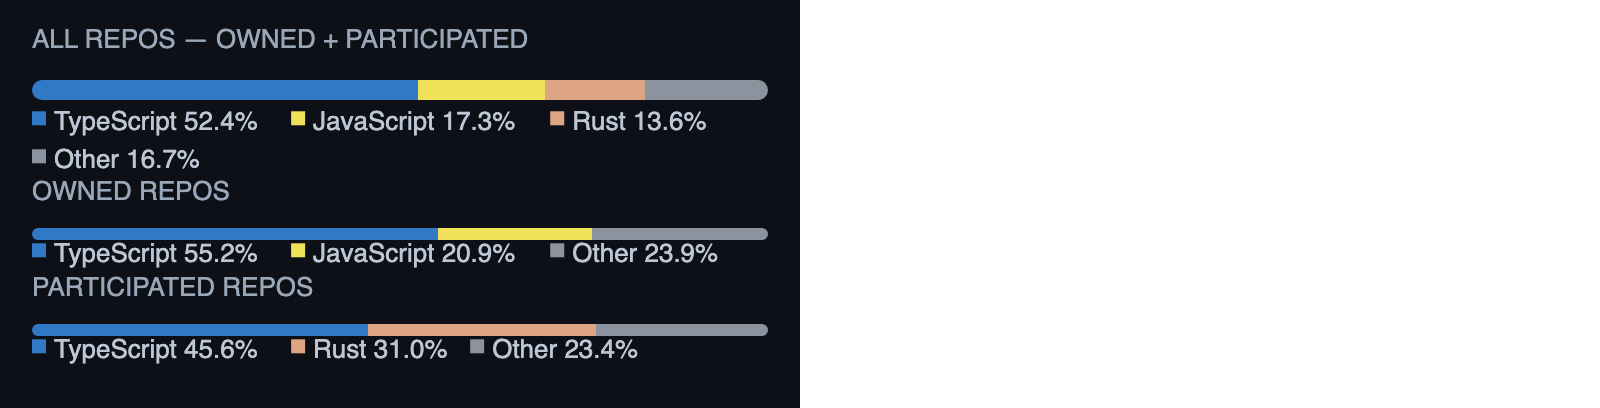 ALL REPOS — OWNED + PARTICIPATED
TypeScript 52.4% JavaScript 17.3% Rust 13.6%
Other 16.7%
OWNED REPOS
TypeScript 55.2% JavaScript 20.9% Other 23.9%
PARTICIPATED REPOS
TypeScript 45.6% Rust 31.0% Other 23.4%